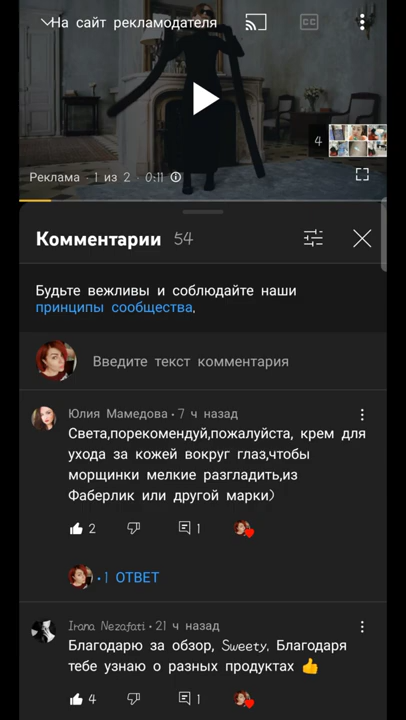 На сайт рекламодателя
CC
4
Реклама · 1 из 2 · 0:11
Комментарии 54
Будьте вежливы и соблюдайте наши
принципы сообщества.
Введите текст комментария
Юлия Мамедова • 7 ч назад
Света,порекомендуй,пожалуйста, крем для
ухода за кожей вокруг глаз,чтобы
морщинки мелкие разгладить,из
Фаберлик или другой марки)
2 1
• 1 ОТВЕТ
Irana Nezafati • 21 ч назад
Благодарю за обзор, Sweety, Благодаря
тебе узнаю о разных продуктах 👍
4 1